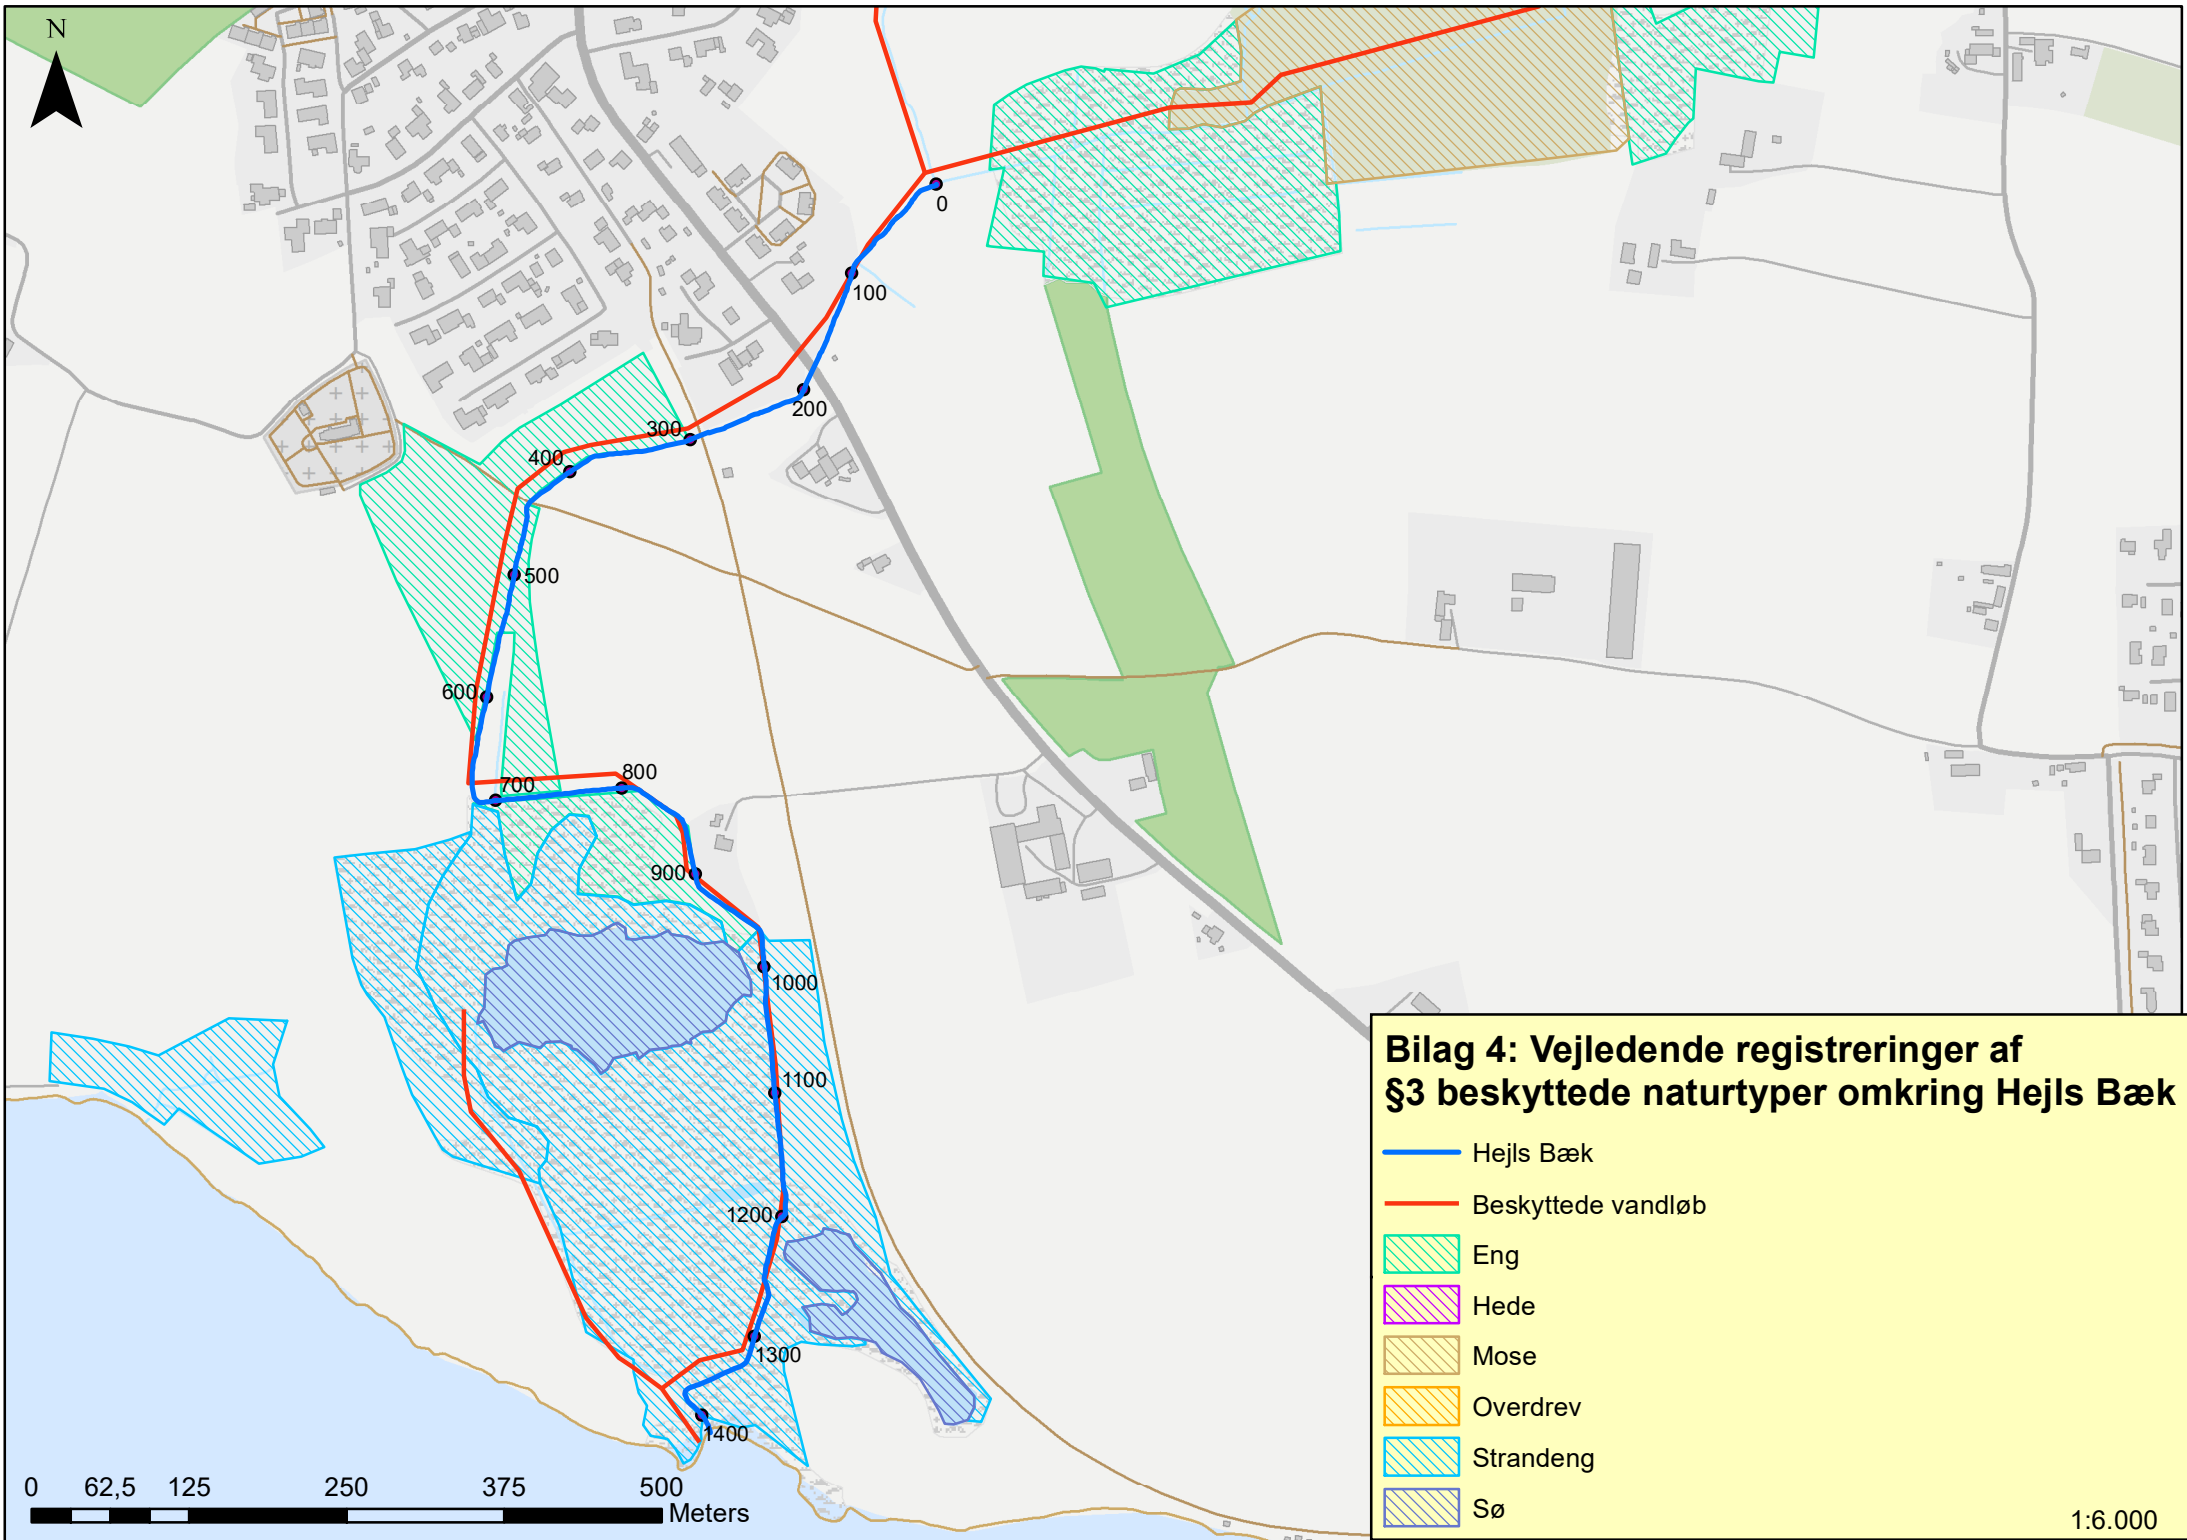 N
0
100
200
300
400
500
600
700
800
900
1000
1100
1200
1300
1400
Bilag 4: Vejledende registreringer af
§3 beskyttede naturtyper omkring Hejls Bæk
Hejls Bæk
Beskyttede vandløb
Eng
Hede
Mose
Overdrev
Strandeng
Sø
1:6.000
0 62,5 125 250 375 500
Meters